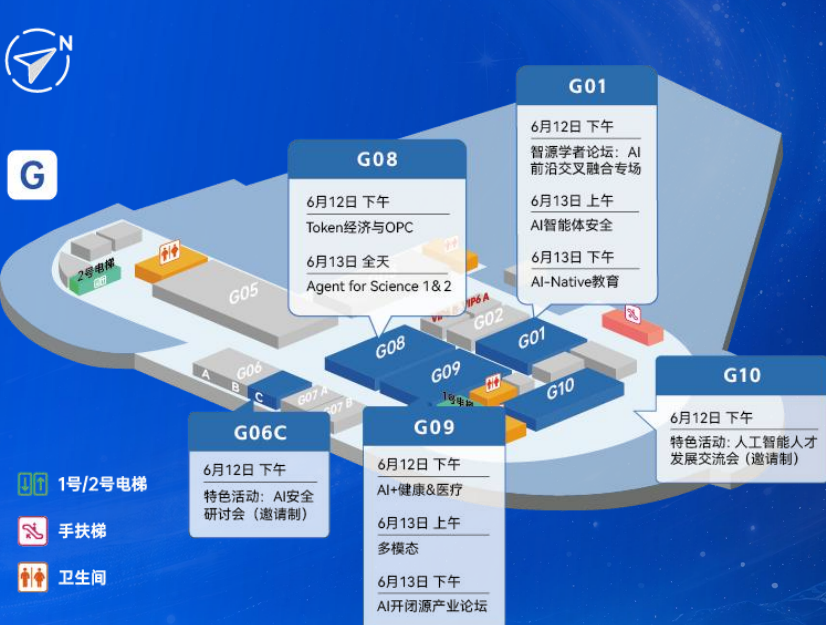 N
G
G01
6月12日 下午
智源学者论坛：AI
前沿交叉融合专场
6月13日 上午
AI智能体安全
6月13日 下午
AI-Native教育
G08
6月12日 下午
Token经济与OPC
6月13日 全天
Agent for Science 1&2
2号电梯
G05
VIP6 A
G02
G01
G08
G09
G06
A
B
C
G07 A
G07 B
1号电梯
G10
G10
6月12日 下午
特色活动：人工智能人才
发展交流会（邀请制）
G06C
6月12日 下午
特色活动：AI安全
研讨会（邀请制）
G09
6月12日 下午
AI+健康&医疗
6月13日 上午
多模态
6月13日 下午
AI开闭源产业论坛
1号/2号电梯
手扶梯
卫生间